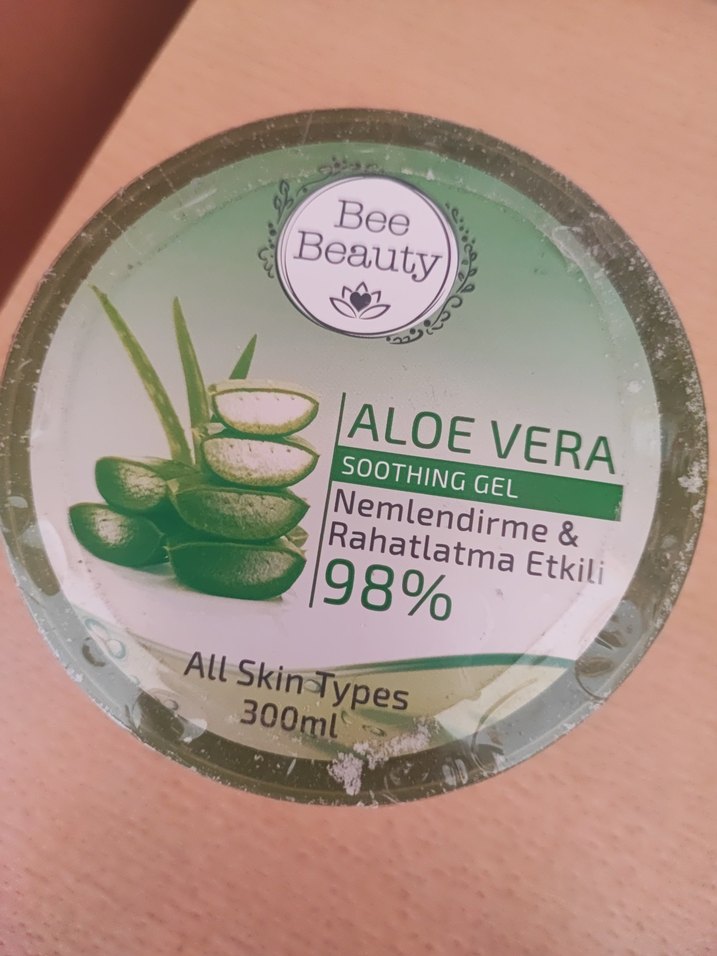 Bee
Beauty
ALOE VERA
SOOTHING GEL
Nemlendirme &
Rahatlatma Etkili
98%
All Skin Types
300ml